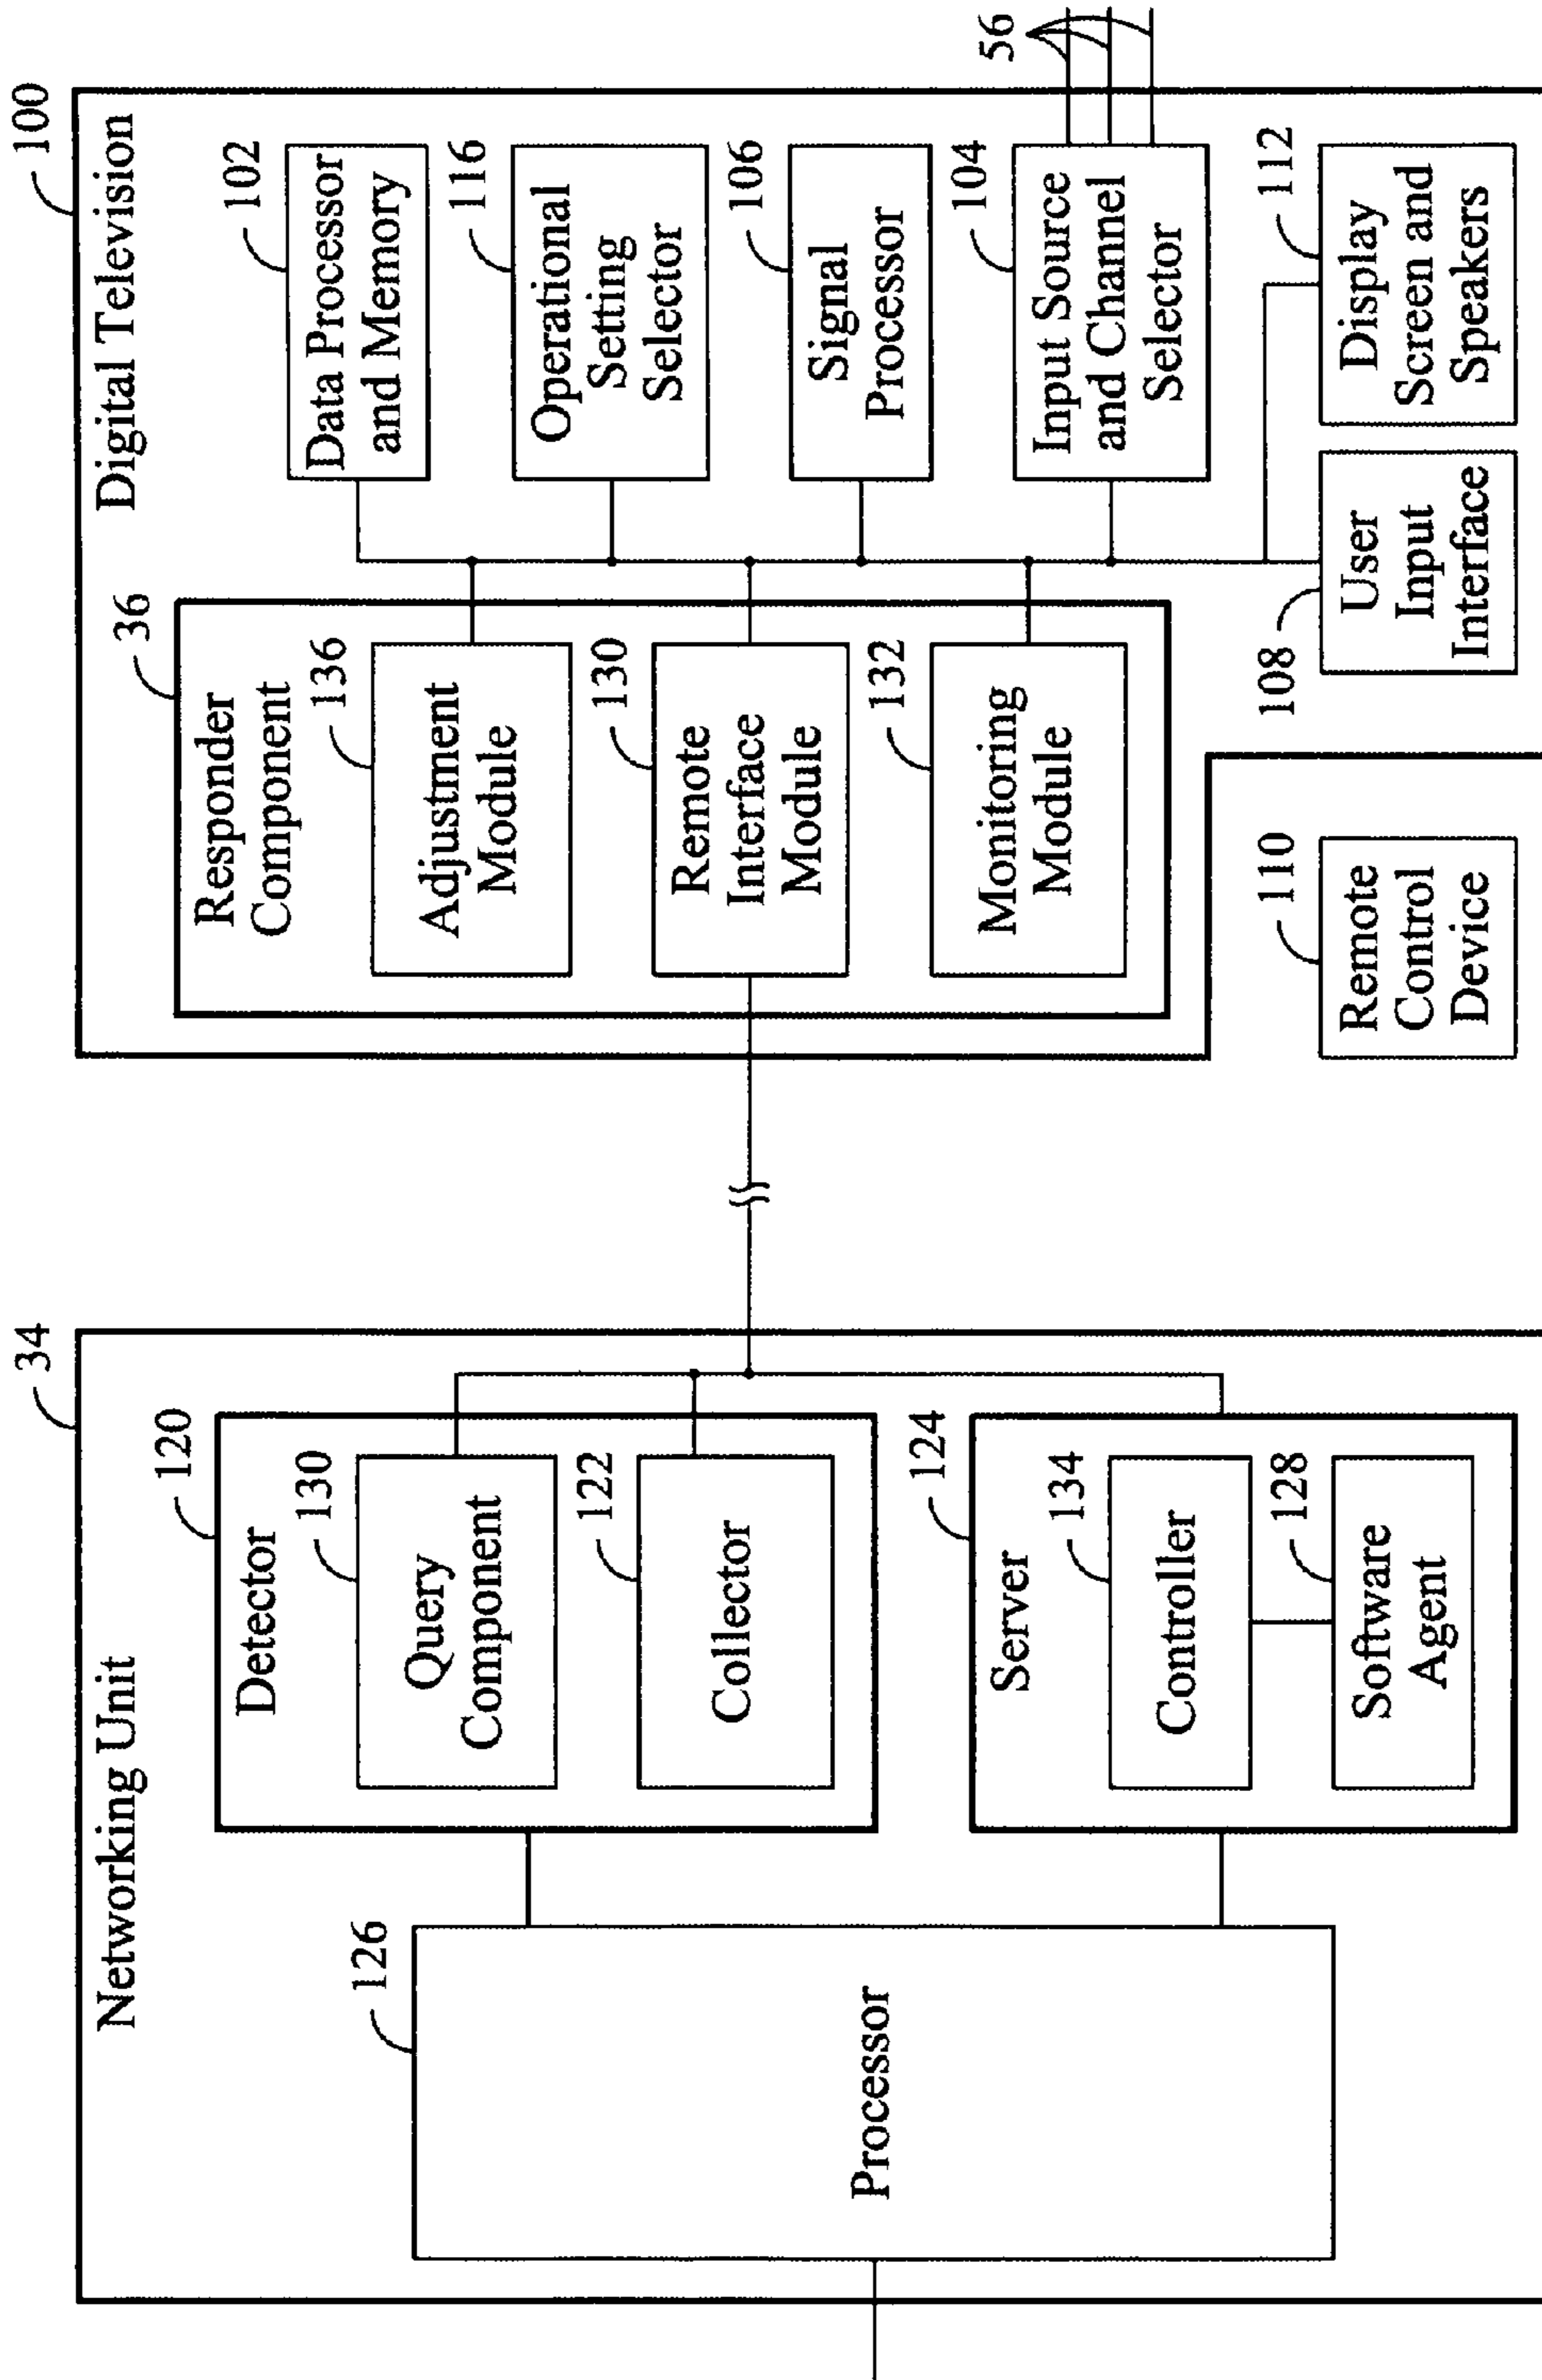 Networking Unit
34
126
Processor
120
Detector
130
Query
Component
122
Collector
124
Server
134
Controller
128
Software
Agent
100
Digital Television
36
Responder
Component
136
Adjustment
Module
130
Remote
Interface
Module
132
Monitoring
Module
102
Data Processor
and Memory
116
Operational
Setting
Selector
106
Signal
Processor
104
Input Source
and Channel
Selector
56
108
User
Input
Interface
112
Display
Screen and
Speakers
110
Remote
Control
Device